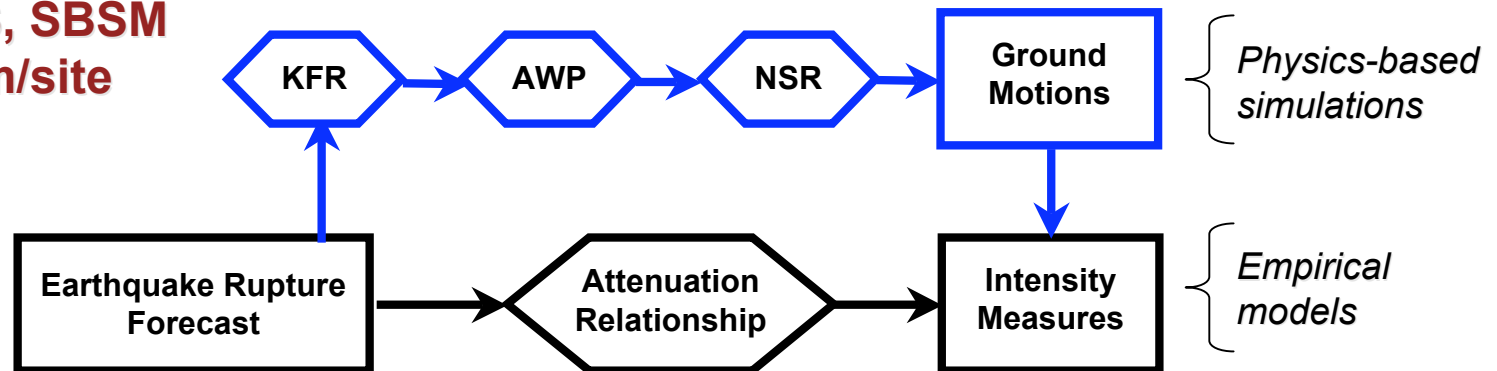 , SBSM
/site
KFR
AWP
NSR
Ground
Motions
Physics-based
simulations
Earthquake Rupture
Forecast
Attenuation
Relationship
Intensity
Measures
Empirical
models